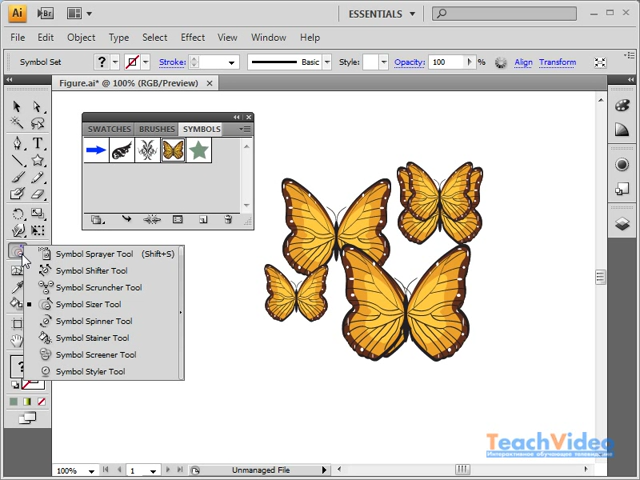 Ai Br ESSENTIALS
File Edit Object Type Select Effect View Window Help
Symbol Set ? Stroke: Basic Style: Opacity: 100 % Align Transform
Figure.ai* @ 100% (RGB/Preview) ×
SWATCHES BRUSHES SYMBOLS
Symbol Sprayer Tool (Shift+S)
Symbol Shifter Tool
Symbol Scruncher Tool
Symbol Sizer Tool
Symbol Spinner Tool
Symbol Stainer Tool
Symbol Screener Tool
Symbol Styler Tool
?
TeachVideo
Интерактивное обучающее телевидение
100% 1 Unmanaged File